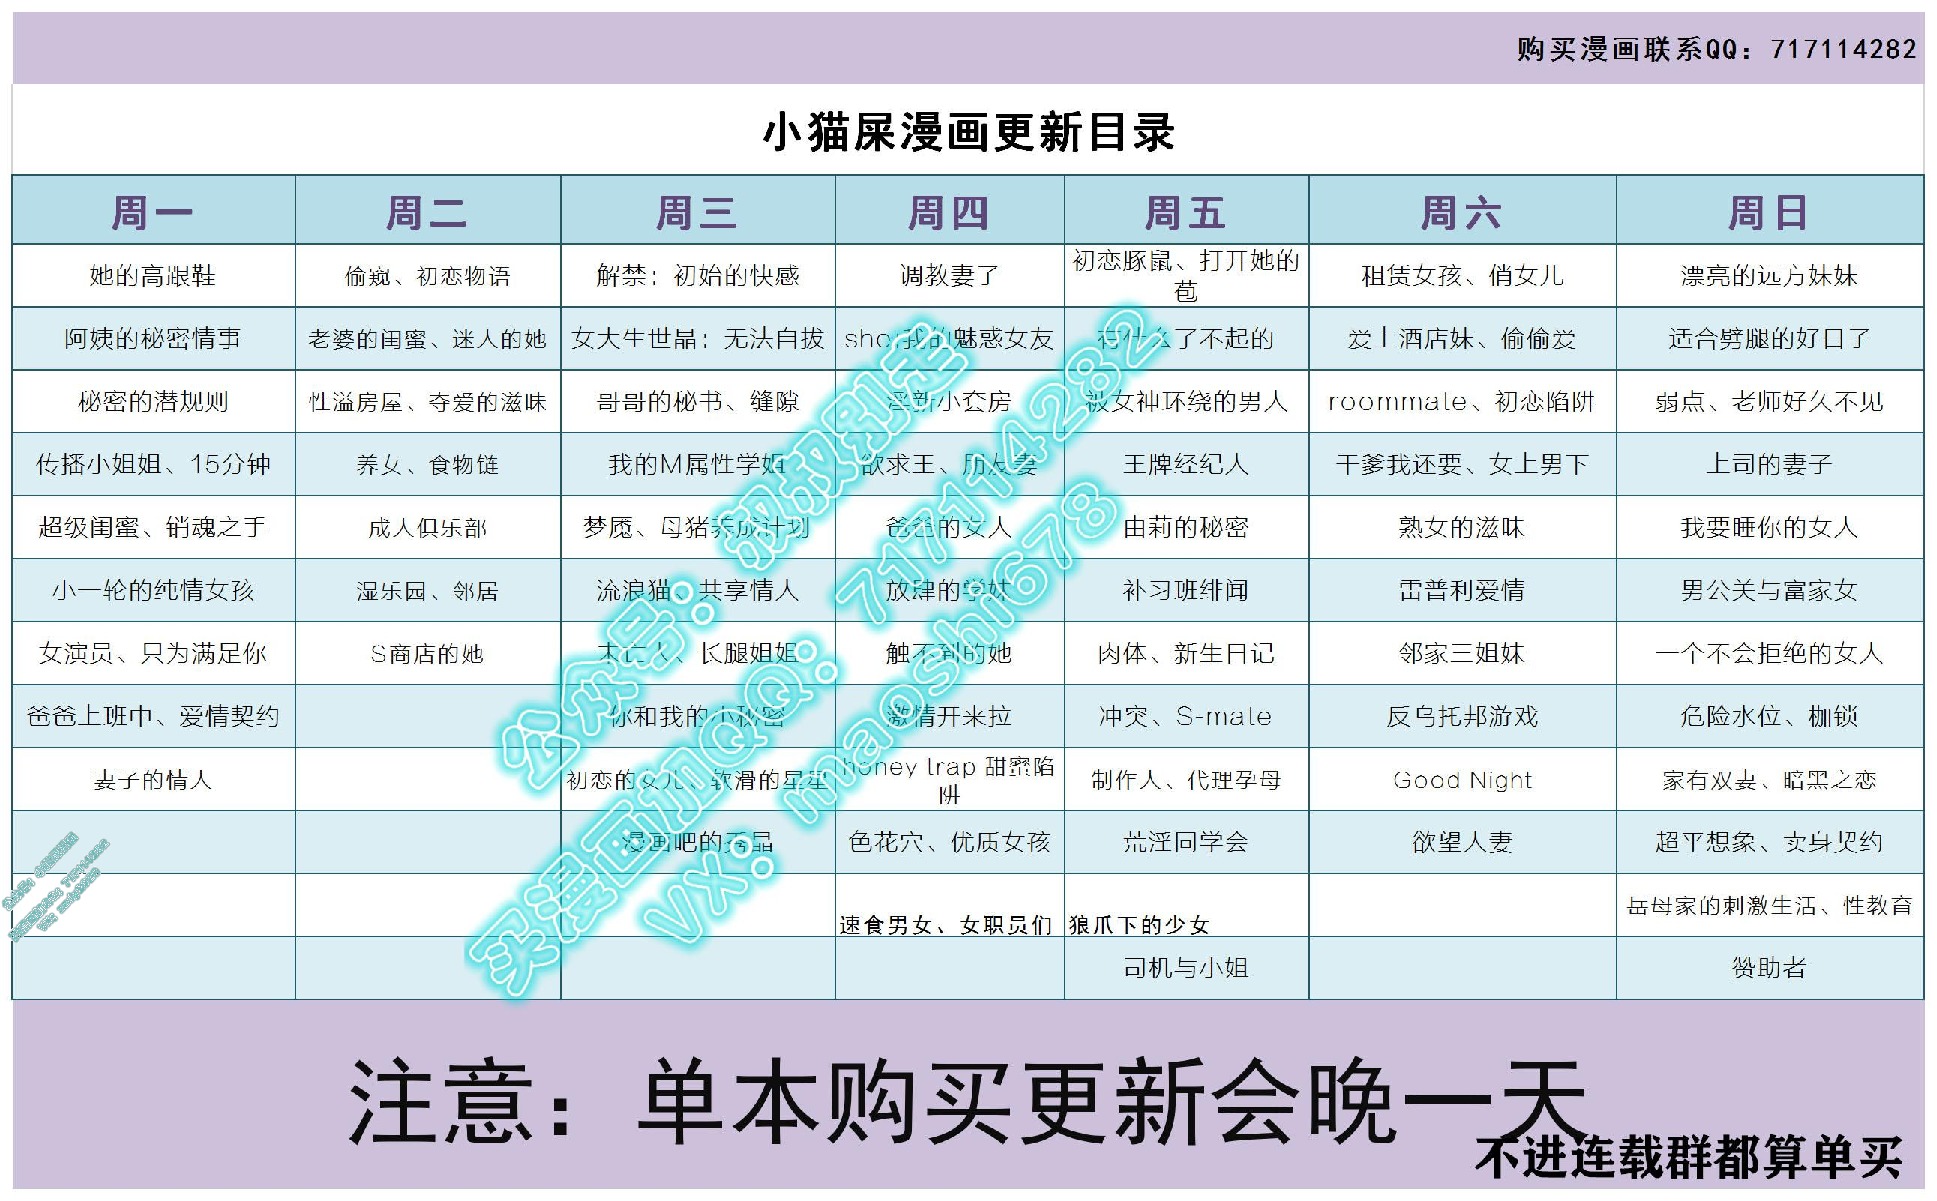 购买漫画联系QQ：717114282
小猫屎漫画更新目录
周一 周二 周三 周四 周五 周六 周日
她的高跟鞋 偷窥、初恋物语 解禁：初始的快感 调教妻子 初恋豚鼠、打开她的苞 租赁女孩、俏女儿 漂亮的远方妹妹
阿姨的秘密情事 老婆的闺蜜、迷人的她 女大生世晶：无法自拔 she:我的魅惑女友 有什么了不起的 爱上酒店妹、偷偷爱 适合劈腿的好日子
秘密的潜规则 性溢房屋、夺爱的滋味 哥哥的秘书、缝隙 淫新小套房 被女神环绕的男人 roommate、初恋陷阱 弱点、老师好久不见
传播小姐姐、15分钟 养女、食物链 我的M属性学姐 欲求王、朋友妻 王牌经纪人 干爹我还要、女上男下 上司的妻子
超级闺蜜、销魂之手 成人俱乐部 梦魇、母猪养成计划 爸爸的女人 由莉的秘密 熟女的滋味 我要睡你的女人
小一轮的纯情女孩 湿乐园、邻居 流浪猫、共享情人 放肆的学妹 补习班绯闻 雷普利爱情 男公关与富家女
女演员、只为满足你 S商店的她 未亡人、长腿姐姐 触不到的她 肉体、新生日记 邻家三姐妹 一个不会拒绝的女人
爸爸上班中、爱情契约 你和我的小秘密 激情开麦拉 冲突、S-mate 反乌托邦游戏 危险水位、枷锁
妻子的情人 初恋的女儿、软滑的星星 honey trap 甜蜜陷阱 制作人、代理孕母 Good Night 家有双妻、暗黑之恋
漫画吧的秀晶 色花穴、优质女孩 荒淫同学会 欲望人妻 超乎想象、卖身契约
速食男女、女职员们 狼爪下的少女 岳母家的刺激生活、性教育
司机与小姐 赞助者
公众号：叔叔别走
买漫画加QQ：717114282
VX：maoshi678
注意：单本购买更新会晚一天
不进连载群都算单买